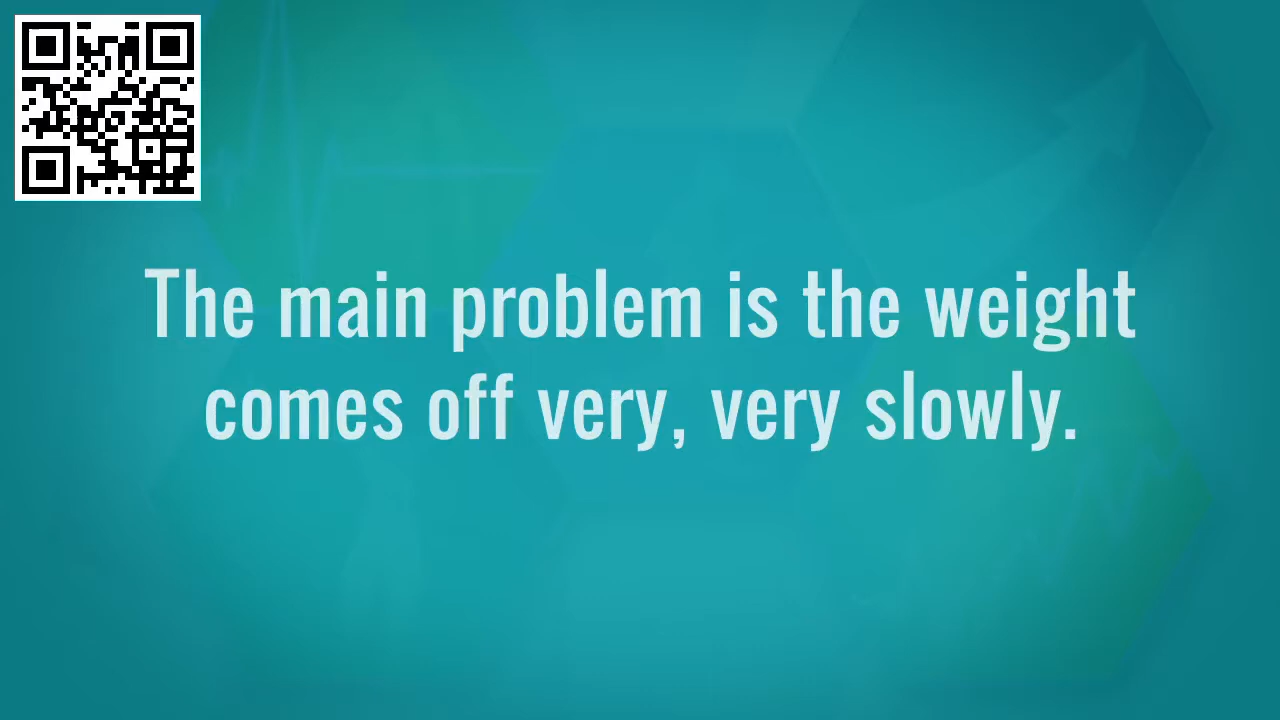 The main problem is the weight
comes off very, very slowly.